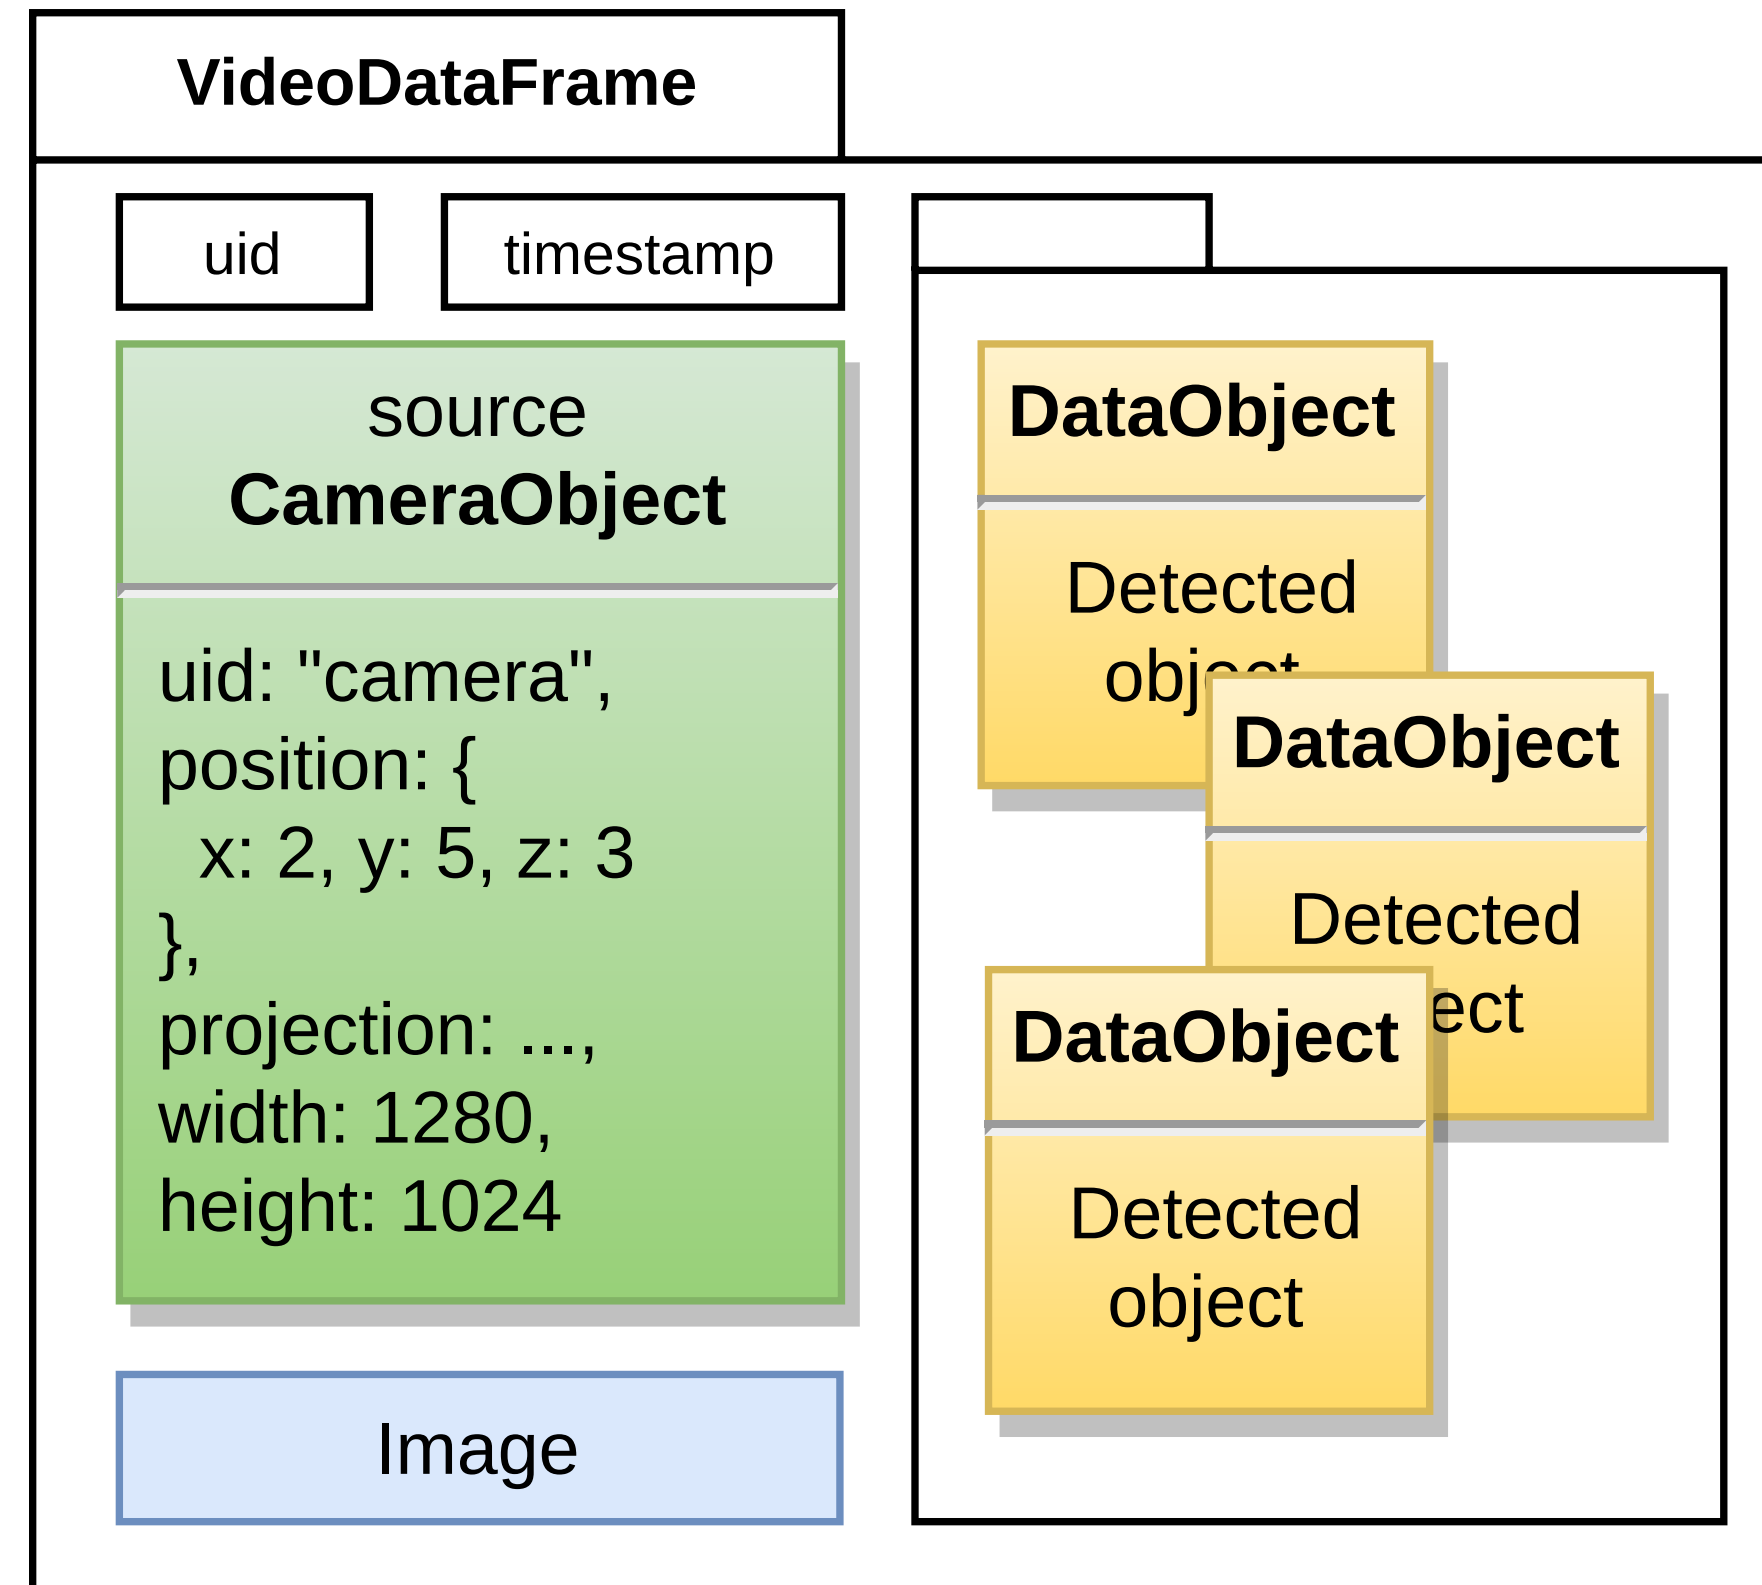 VideoDataFrame
uid
timestamp
source
CameraObject
uid: "camera",
position: {
x: 2, y: 5, z: 3
},
projection: ...,
width: 1280,
height: 1024
Image
DataObject
Detected
object
DataObject
Detected
ect
DataObject
Detected
object